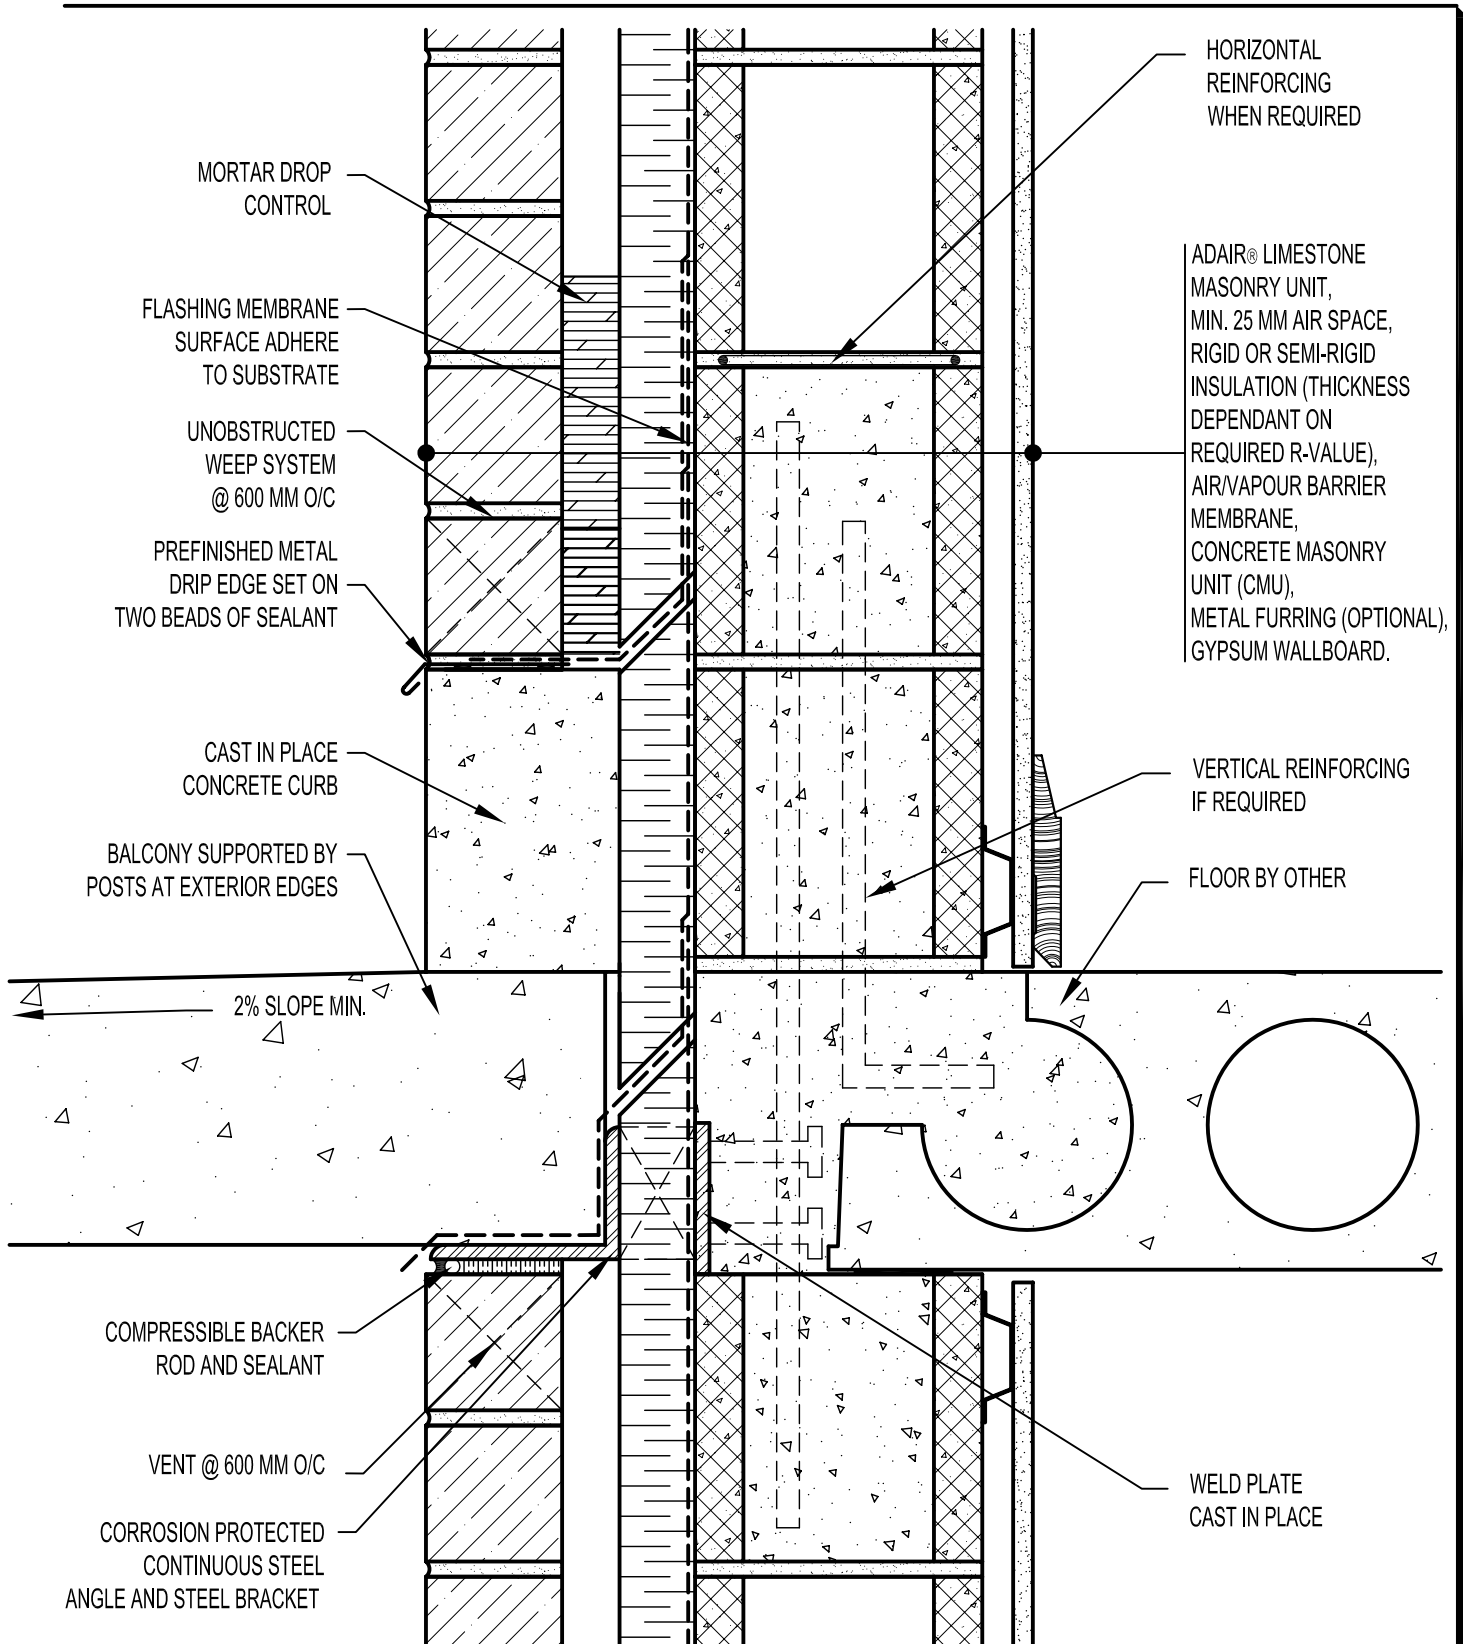 HORIZONTAL
REINFORCING
WHEN REQUIRED
MORTAR DROP
CONTROL
FLASHING MEMBRANE
SURFACE ADHERE
TO SUBSTRATE
UNOBSTRUCTED
WEEP SYSTEM
@ 600 MM O/C
PREFINISHED METAL
DRIP EDGE SET ON
TWO BEADS OF SEALANT
ADAIR® LIMESTONE
MASONRY UNIT,
MIN. 25 MM AIR SPACE,
RIGID OR SEMI-RIGID
INSULATION (THICKNESS
DEPENDANT ON
REQUIRED R-VALUE),
AIR/VAPOUR BARRIER
MEMBRANE,
CONCRETE MASONRY
UNIT (CMU),
METAL FURRING (OPTIONAL),
GYPSUM WALLBOARD.
CAST IN PLACE
CONCRETE CURB
VERTICAL REINFORCING
IF REQUIRED
BALCONY SUPPORTED BY
POSTS AT EXTERIOR EDGES
FLOOR BY OTHER
2% SLOPE MIN.
COMPRESSIBLE BACKER
ROD AND SEALANT
VENT @ 600 MM O/C
CORROSION PROTECTED
CONTINUOUS STEEL
ANGLE AND STEEL BRACKET
WELD PLATE
CAST IN PLACE